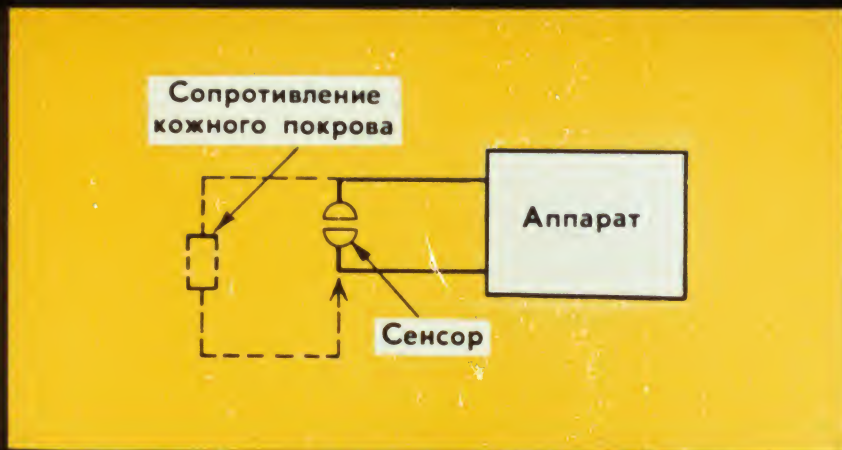 Сопротивление
кожного покрова
Аппарат
Сенсор